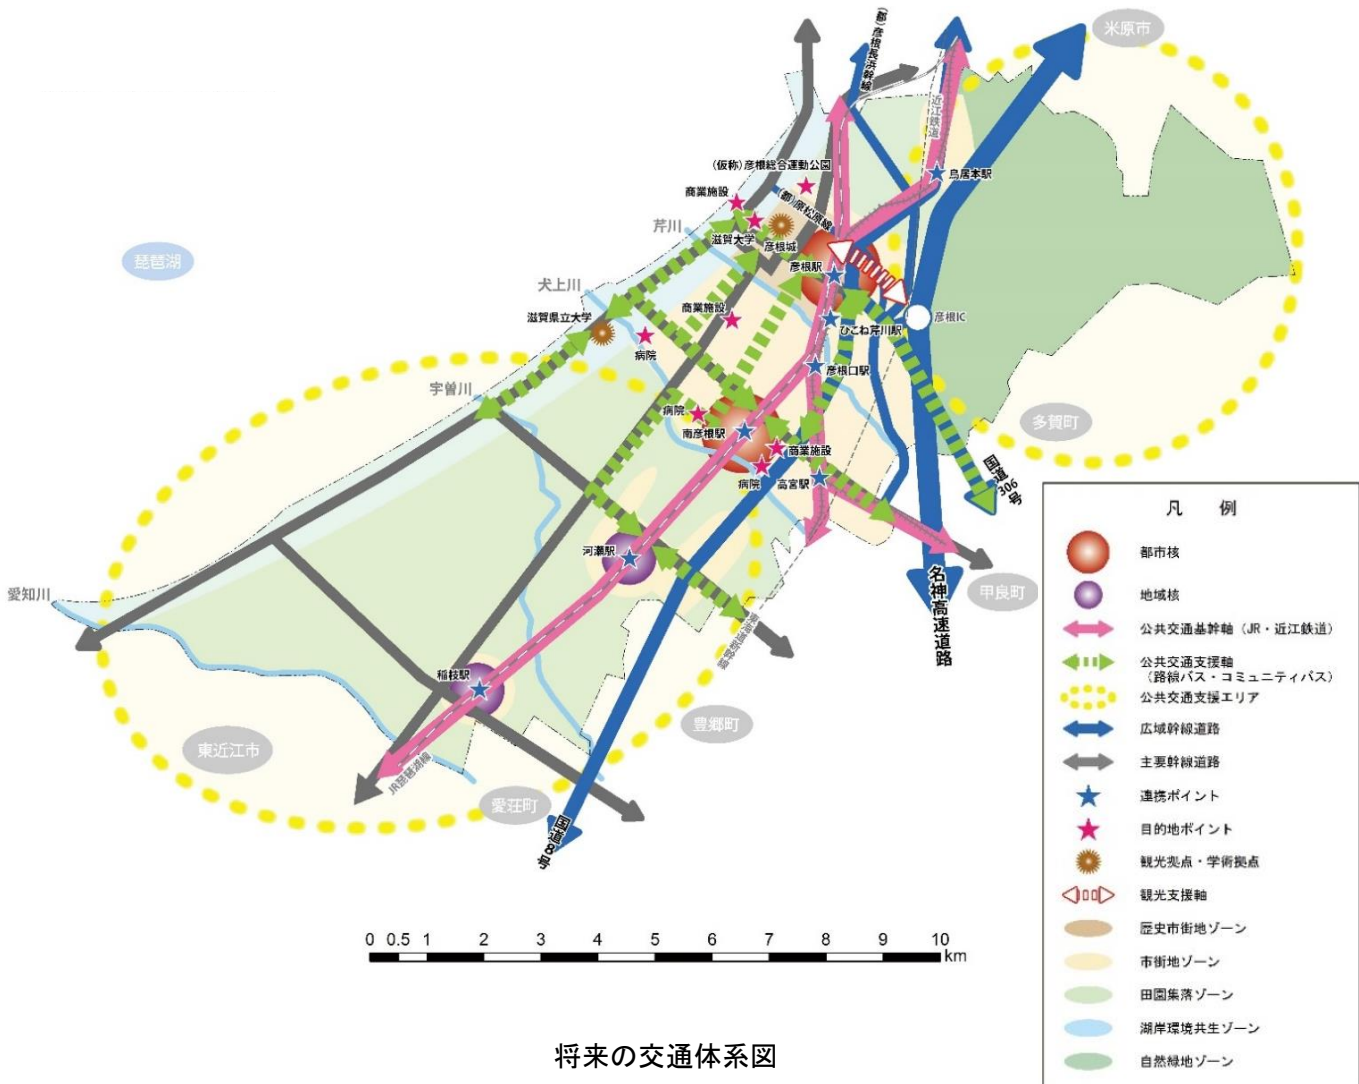 (都)彦根長浜幹線
米原市
近江鉄道
(仮称)彦根総合運動公園
鳥居本駅
商業施設
(都)原松原線
芹川
滋賀大学
彦根城
琵琶湖
彦根駅
犬上川
滋賀県立大学
商業施設
ひこね芹川駅
彦根IC
病院
彦根口駅
宇曽川
病院
多賀町
南彦根駅
商業施設
病院
高宮駅
国道306号
河瀬駅
名神高速道路
甲良町
愛知川
稲枝駅
豊郷町
東近江市
JR琵琶湖線
愛荘町
国道8号
凡 例
都市核
地域核
公共交通基幹軸(JR・近江鉄道)
公共交通支援軸
(路線バス・コミュニティバス)
公共交通支援エリア
広域幹線道路
主要幹線道路
連携ポイント
目的地ポイント
観光拠点・学術拠点
観光支援軸
歴史市街地ゾーン
市街地ゾーン
田園集落ゾーン
湖岸環境共生ゾーン
自然緑地ゾーン
0 0.5 1 2 3 4 5 6 7 8 9 10
km
将来の交通体系図